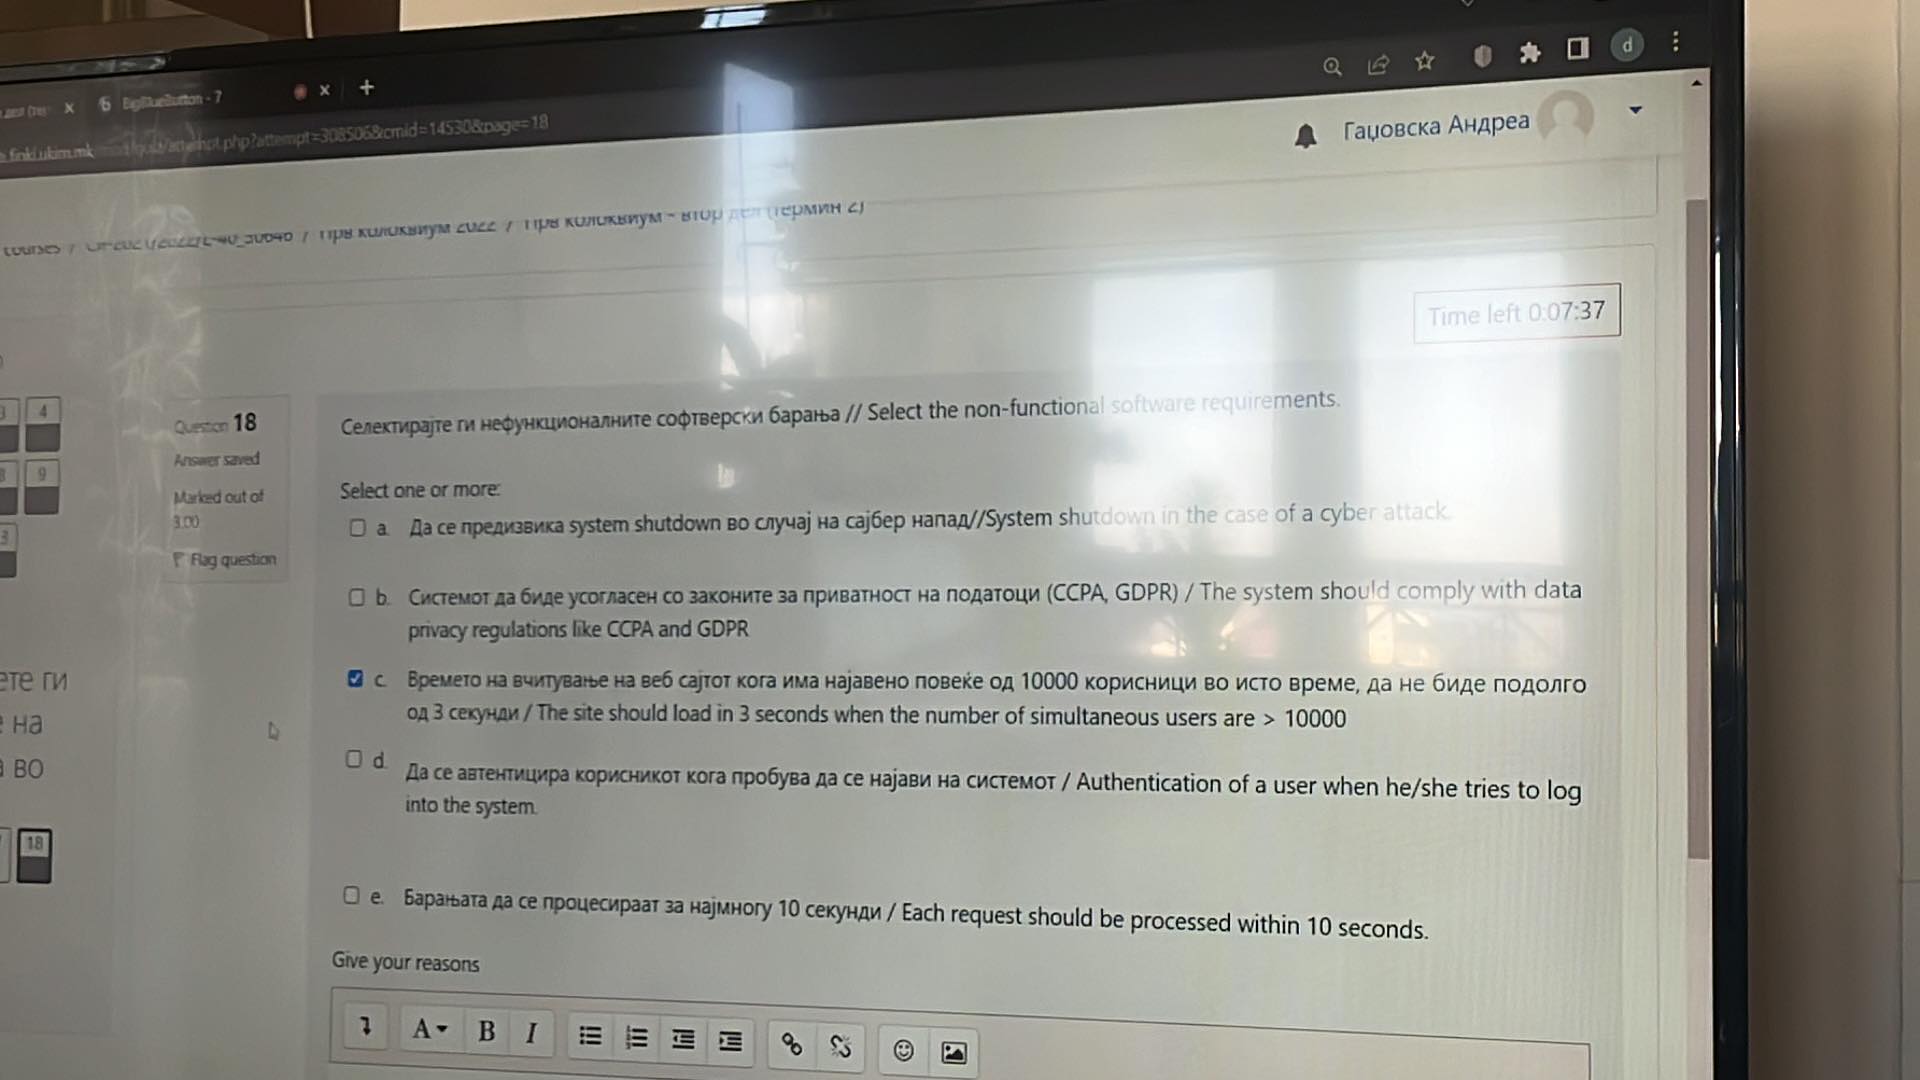 BigBlueButton - 7
finki.ukim.mk/mod/quiz/attempt.php?attempt=308506&cmid=14530&page=18
d
Гаџовска Андреа
courses / / Прв колоквиум 2022 / Прв колоквиум - втор дел (термин 2)
Time left 0:07:37
3 4
8 9
3
ете ги
на
во
18
Question 18
Answer saved
Marked out of
3.00
Flag question
Селектирајте ги нефункционалните софтверски барања // Select the non-functional software requirements.
Select one or more:
a. Да се предизвика system shutdown во случај на сајбер напад//System shutdown in the case of a cyber attack.
b. Системот да биде усогласен со законите за приватност на податоци (CCPA, GDPR) / The system should comply with data
privacy regulations like CCPA and GDPR
c. Времето на вчитување на веб сајтот кога има најавено повеќе од 10000 корисници во исто време, да не биде подолго
од 3 секунди / The site should load in 3 seconds when the number of simultaneous users are > 10000
d.
Да се автентицира корисникот кога пробува да се најави на системот / Authentication of a user when he/she tries to log
into the system.
e. Барањата да се процесираат за најмногу 10 секунди / Each request should be processed within 10 seconds.
Give your reasons
A B I